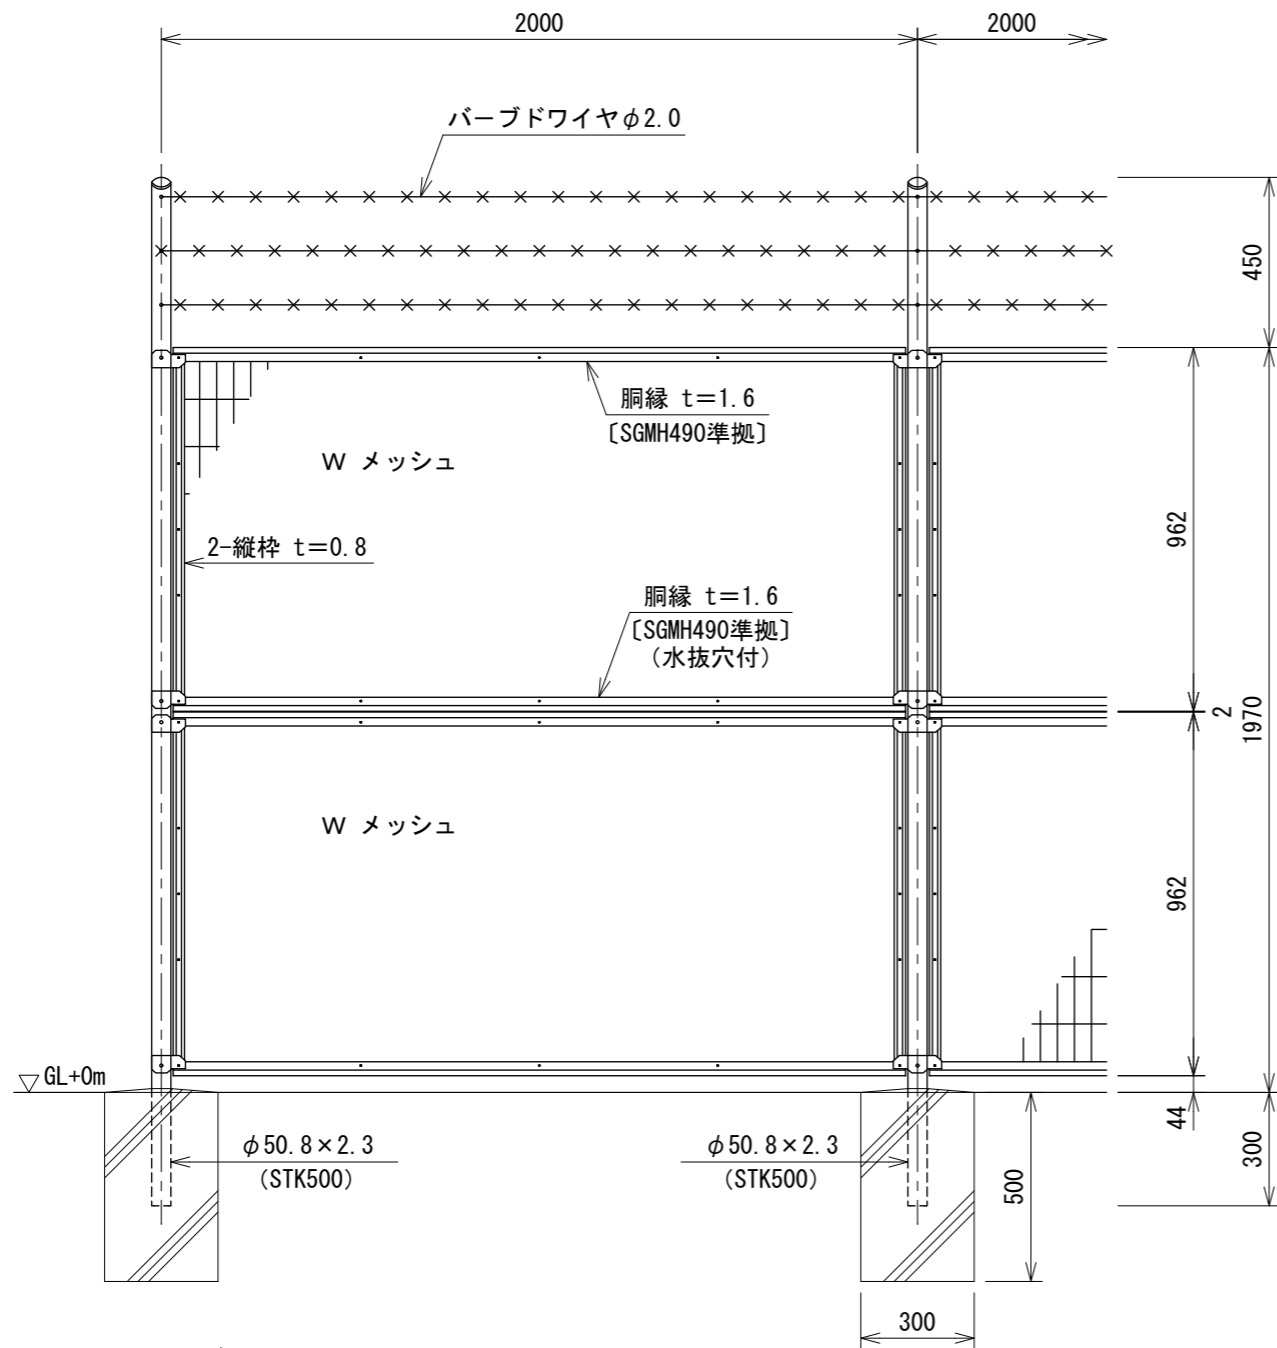 2000
2000
バーブドワイヤφ2.0
450
胴縁 t=1.6
〔SGMH490準拠〕
W メッシュ
962
2-縦枠 t=0.8
胴縁 t=1.6
〔SGMH490準拠〕
(水抜穴付)
2
1970
W メッシュ
962
GL+0m
44
φ50.8×2.3
(STK500)
φ50.8×2.3
(STK500)
500
300
300